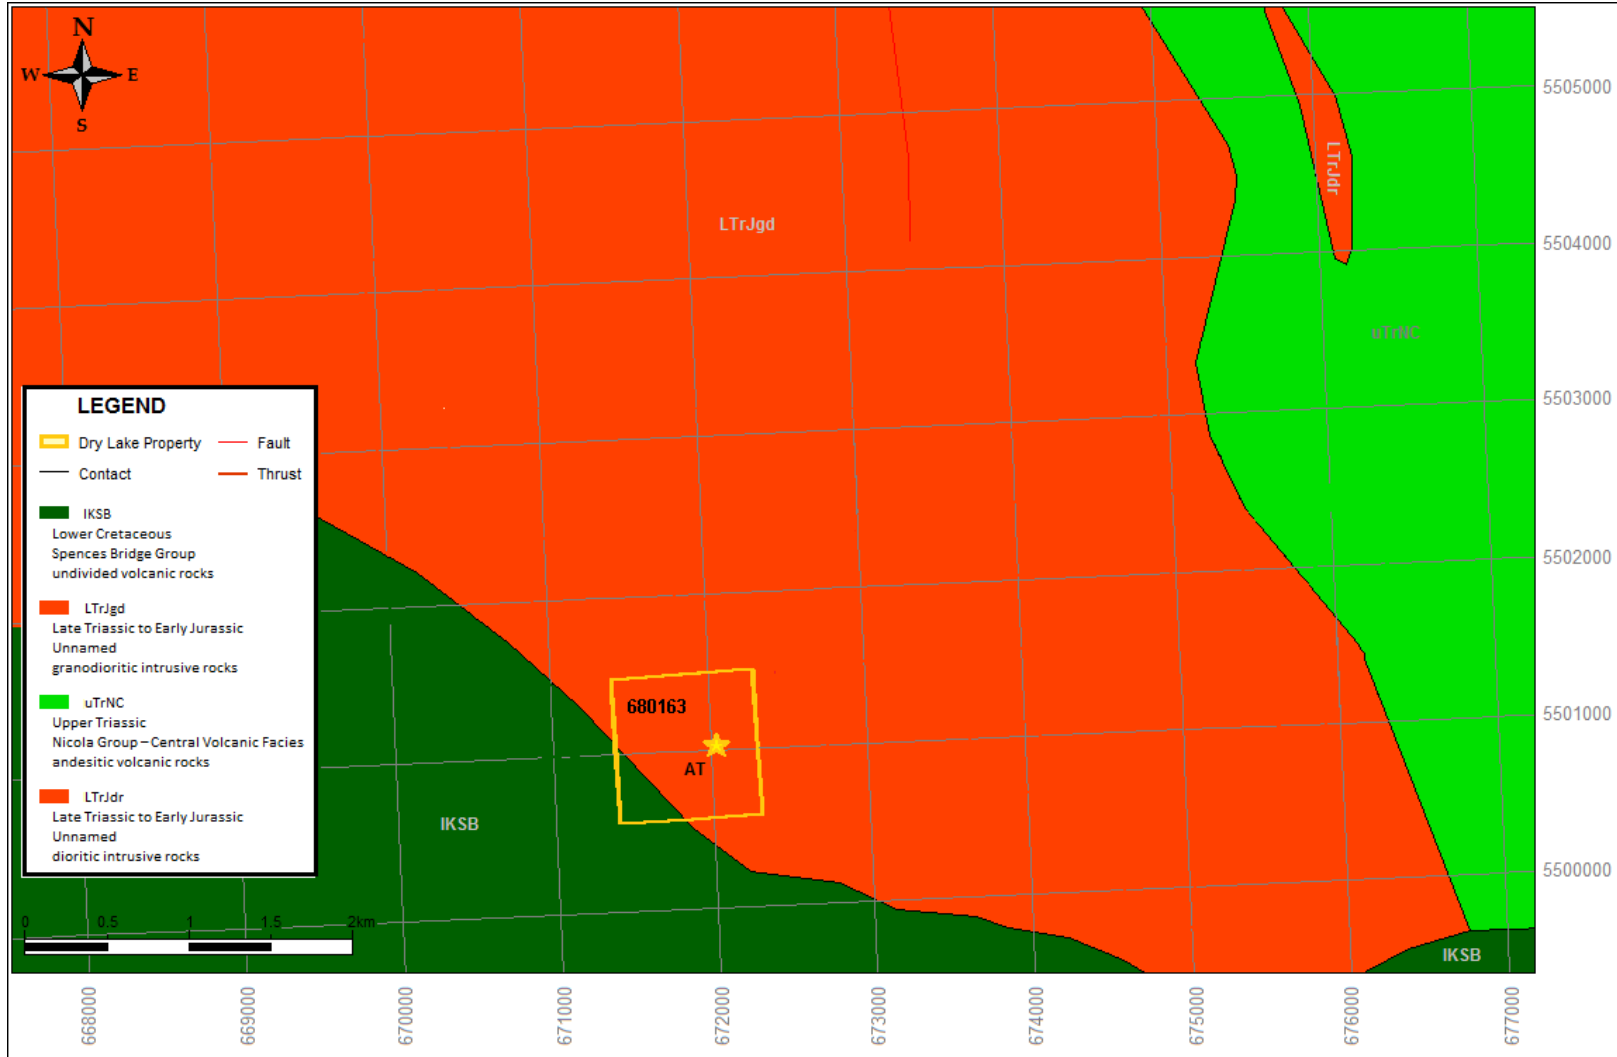 N
W E
S
5505000
LTrJdr
LTrJgd
5504000
uTrNC
5503000
LEGEND
Dry Lake Property Fault
Contact Thrust
IKSB
Lower Cretaceous
Spences Bridge Group
undivided volcanic rocks
LTrJgd
Late Triassic to Early Jurassic
Unnamed
granodioritic intrusive rocks
uTrNC
Upper Triassic
Nicola Group – Central Volcanic Facies
andesitic volcanic rocks
LTrJdr
Late Triassic to Early Jurassic
Unnamed
dioritic intrusive rocks
5502000
680163
5501000
AT
IKSB
5500000
0 0.5 1 1.5 2km
IKSB
668000 669000 670000 671000 672000 673000 674000 675000 676000 677000